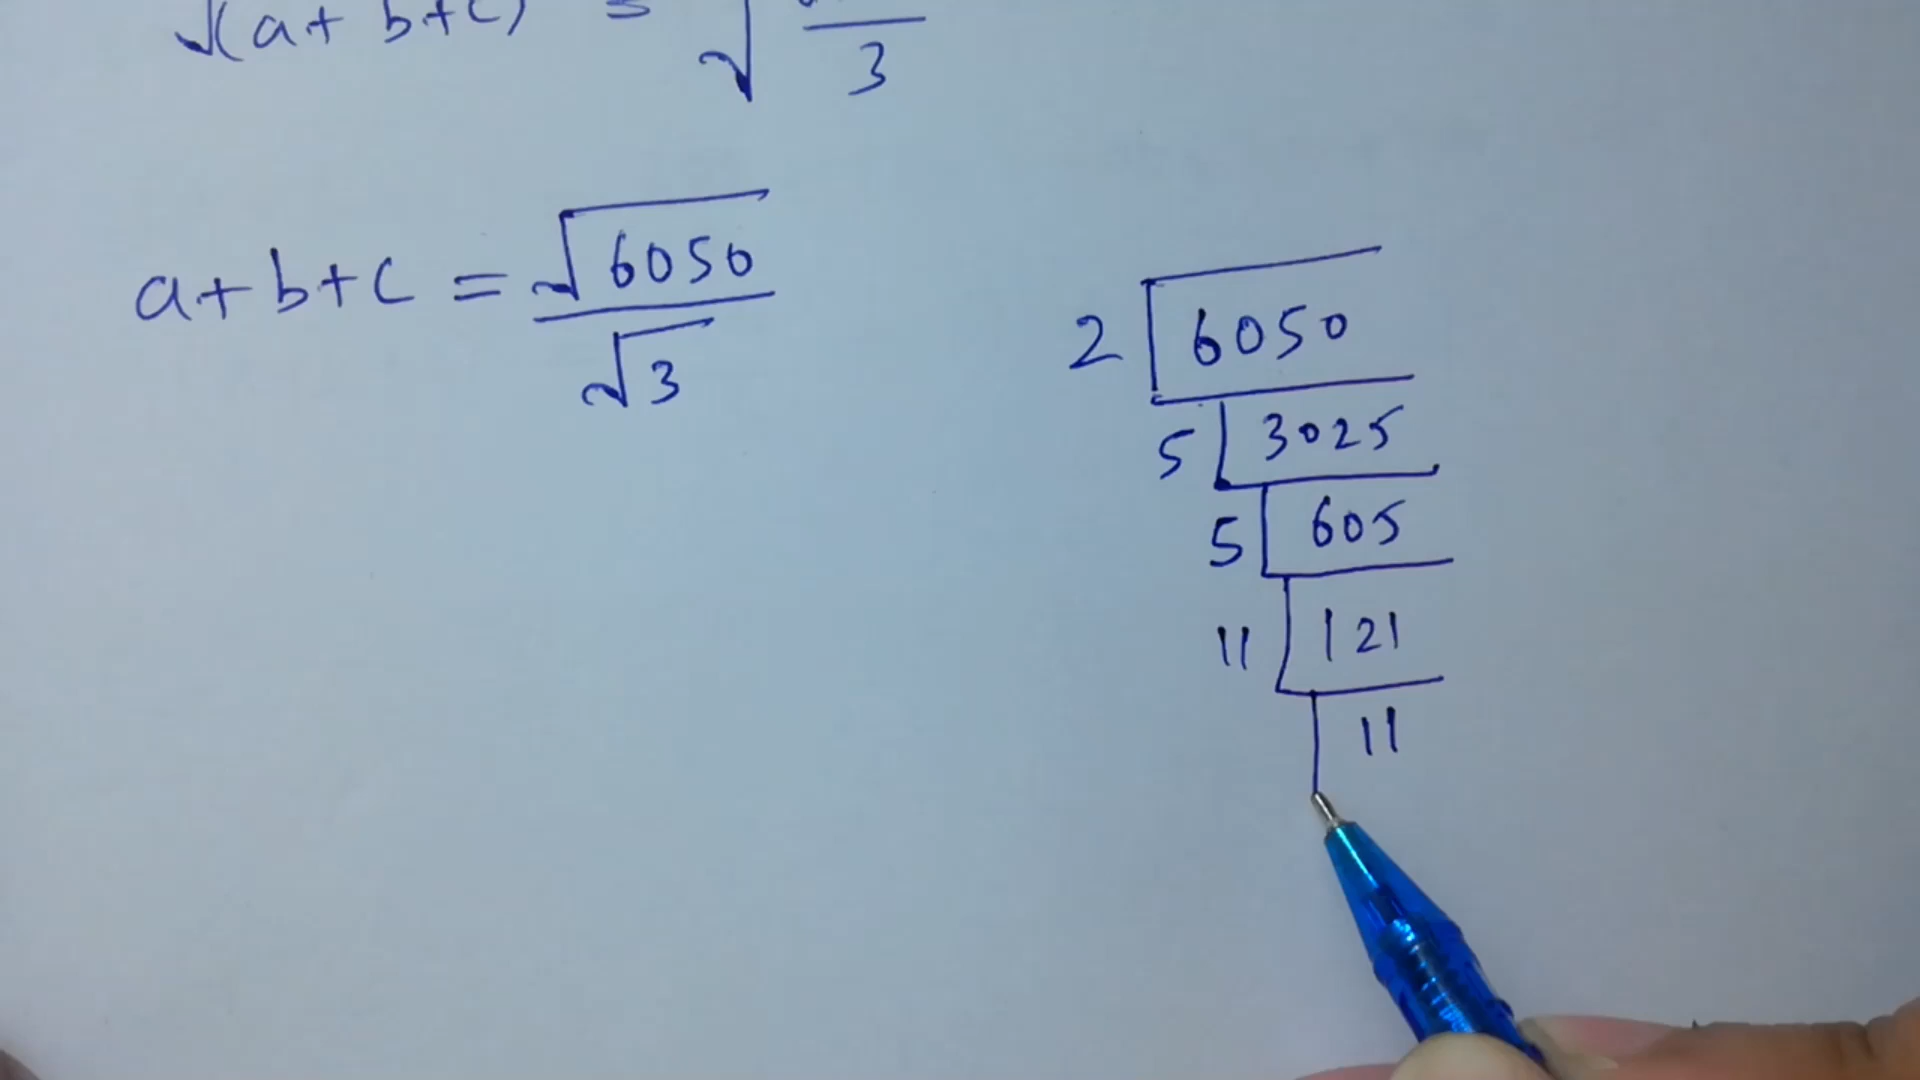 √(a+b+c) = √ /3
a+b+c = √6050/√3
2 6050
5 3025
5 605
11 121
11